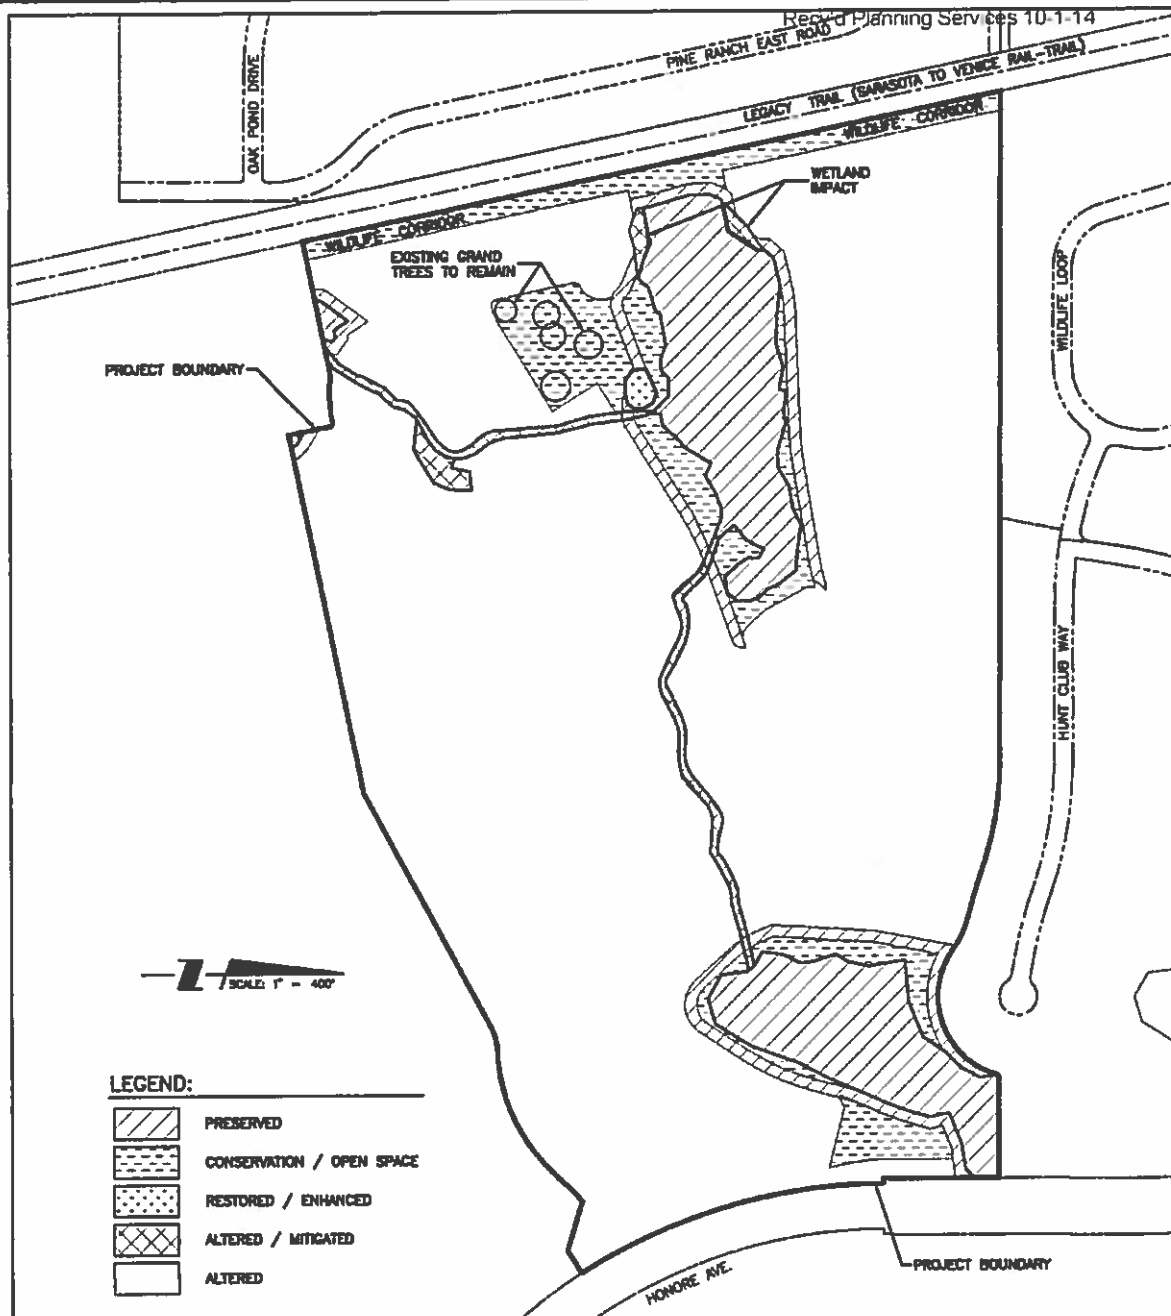 Recv'd Planning Services 10-1-14
PINE RANCH EAST ROAD
OAK POND DRIVE
LEGACY TRAIL (SARASOTA TO VENICE RAIL-TRAIL)
WILDLIFE CORRIDOR
WETLAND
IMPACT
WILDLIFE CORRIDOR
EXISTING GRAND
TREES TO REMAIN
WILDLIFE LOOP
PROJECT BOUNDARY
HUNT CLUB WAY
Z
SCALE: 1" = 400'
LEGEND:
PRESERVED
CONSERVATION / OPEN SPACE
RESTORED / ENHANCED
ALTERED / MITIGATED
ALTERED
PROJECT BOUNDARY
HONORE AVE.